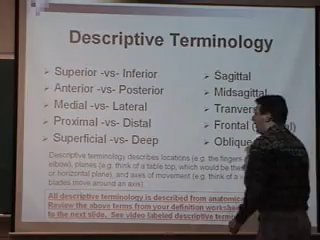 Descriptive Terminology
Superior -vs- Inferior
Anterior -vs- Posterior
Medial -vs- Lateral
Proximal -vs- Distal
Superficial -vs- Deep
Sagittal
Midsagittal
Tranver
Frontal
Oblique
Descriptive terminology describes locations (e.g. the fingers
elbow), planes (e.g. think of a table top, which would be the
or horizontal plane), and axes of movement (e.g. think of a
blades move around an axis)
All descriptive terminology is described from anatomic
Review the above terms from your definition workshee
to the next slide. See video labeled descriptive term